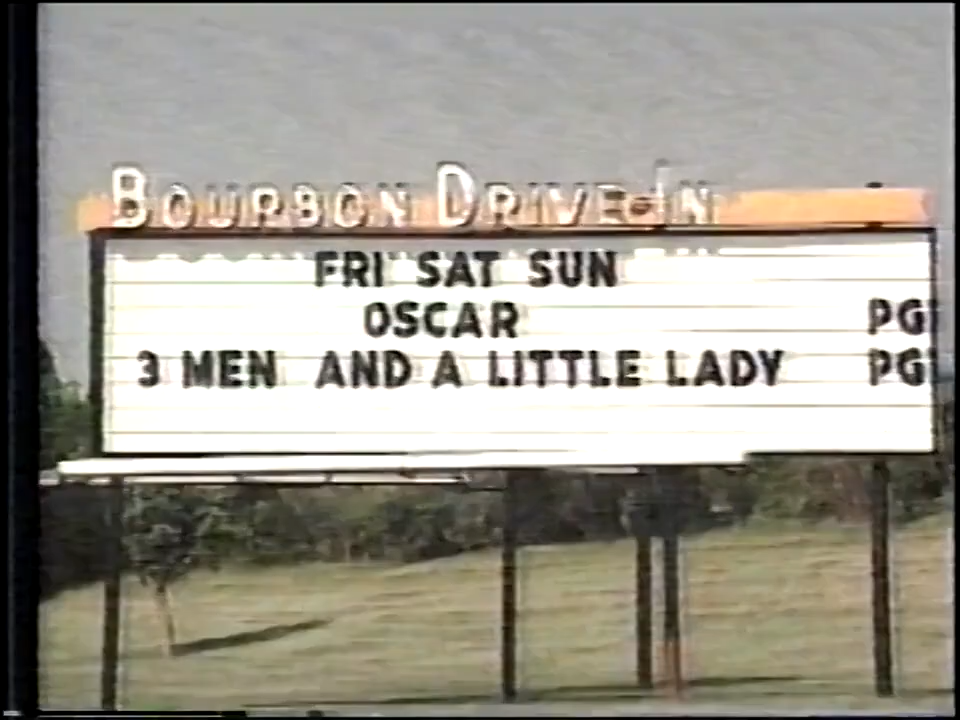 BOURBON DRIVE-IN
FRI SAT SUN
OSCAR PG
3 MEN AND A LITTLE LADY PG